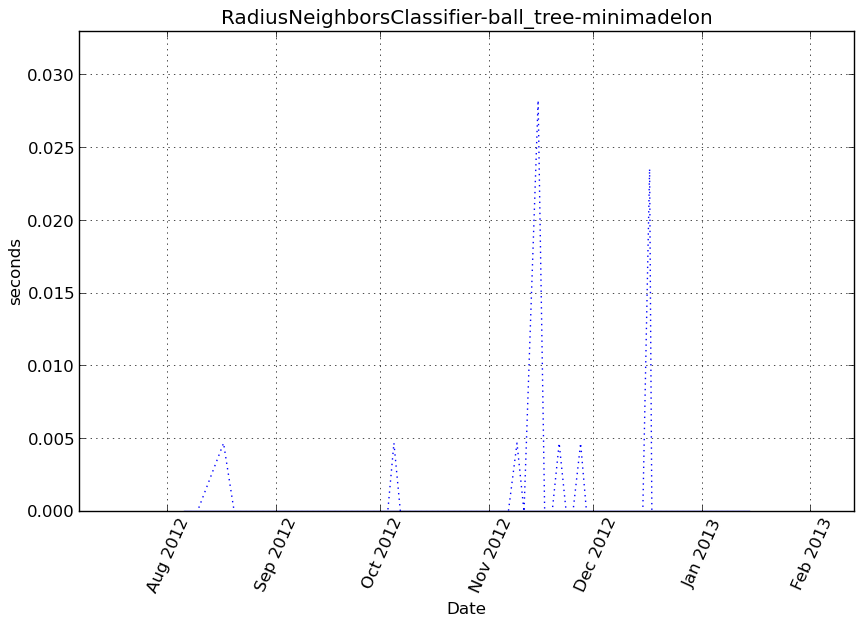 RadiusNeighborsClassifier-ball_tree-minimadelon
0.030
0.025
0.020
0.015
0.010
0.005
0.000
seconds
Aug 2012
Sep 2012
Oct 2012
Nov 2012
Dec 2012
Jan 2013
Feb 2013
Date